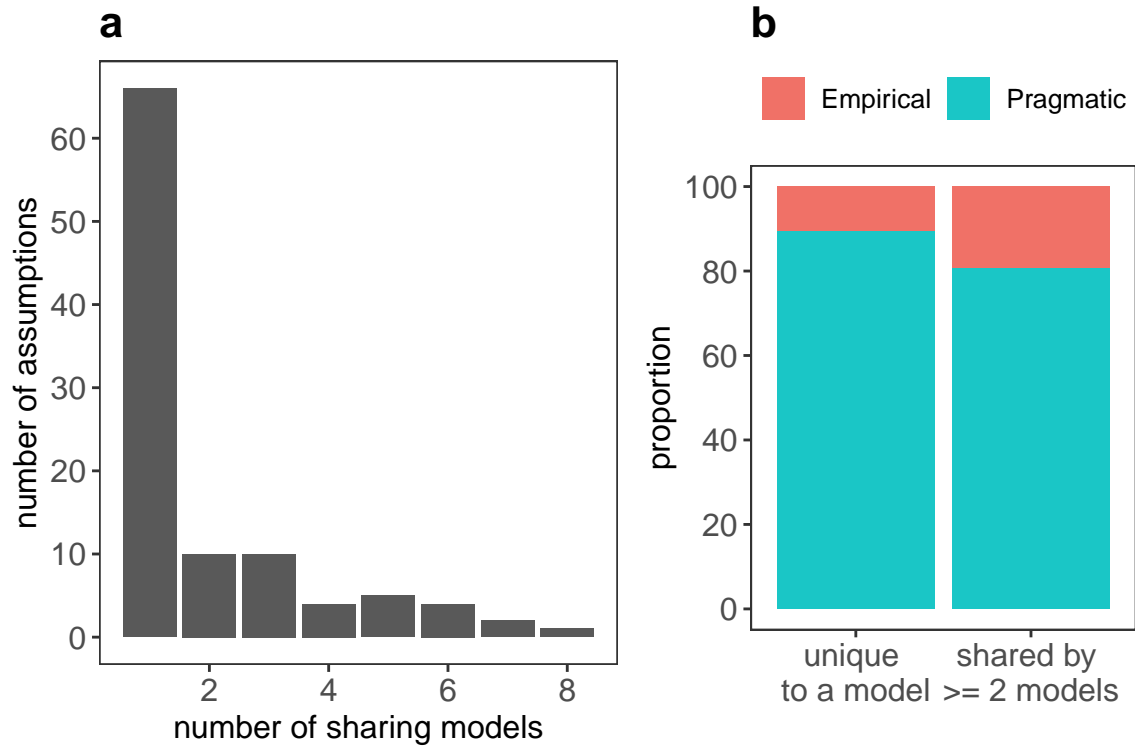 a
60
50
40
30
20
10
0
number of assumptions
2 4 6 8
number of sharing models
b
Empirical Pragmatic
100
80
60
40
20
0
proportion
unique
to a model
shared by
>= 2 models